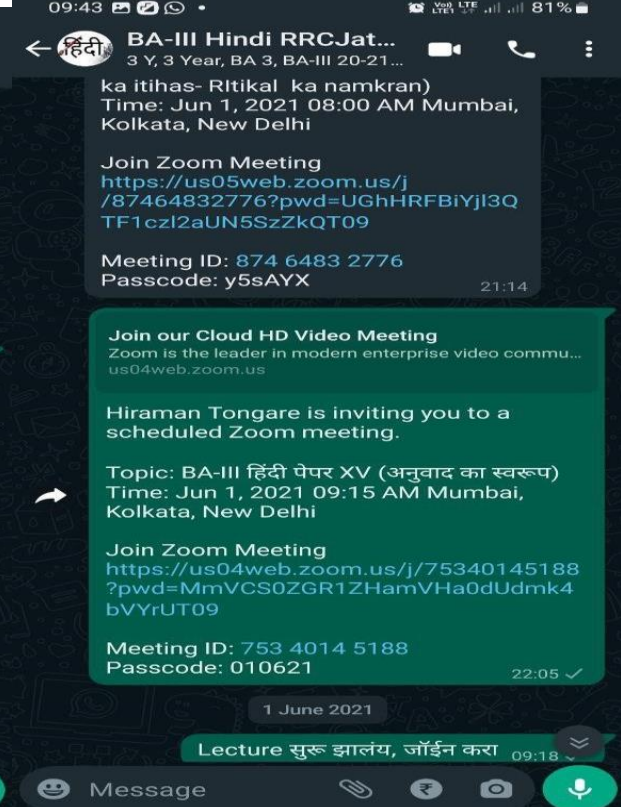 09:43
Vo)) LTE
LTE1 81%
BA-III Hindi RRCJat...
हिंदी
3 Y, 3 Year, BA 3, BA-III 20-21...
ka itihas- RItikal ka namkran)
Time: Jun 1, 2021 08:00 AM Mumbai,
Kolkata, New Delhi
Join Zoom Meeting
https://us05web.zoom.us/j
/87464832776?pwd=UGhHRFBiYjl3Q
TF1czl2aUN5SzZkQT09
Meeting ID: 874 6483 2776
Passcode: y5sAYX
21:14
Join our Cloud HD Video Meeting
Zoom is the leader in modern enterprise video commu...
us04web.zoom.us
Hiraman Tongare is inviting you to a
scheduled Zoom meeting.
Topic: BA-III हिंदी पेपर XV (अनुवाद का स्वरूप)
Time: Jun 1, 2021 09:15 AM Mumbai,
Kolkata, New Delhi
Join Zoom Meeting
https://us04web.zoom.us/j/75340145188
?pwd=MmVCS0ZGR1ZHamVHa0dUdmk4
bVYrUT09
Meeting ID: 753 4014 5188
Passcode: 010621
22:05
1 June 2021
Lecture सुरू झालंय, जॉईन करा 09:18
Message